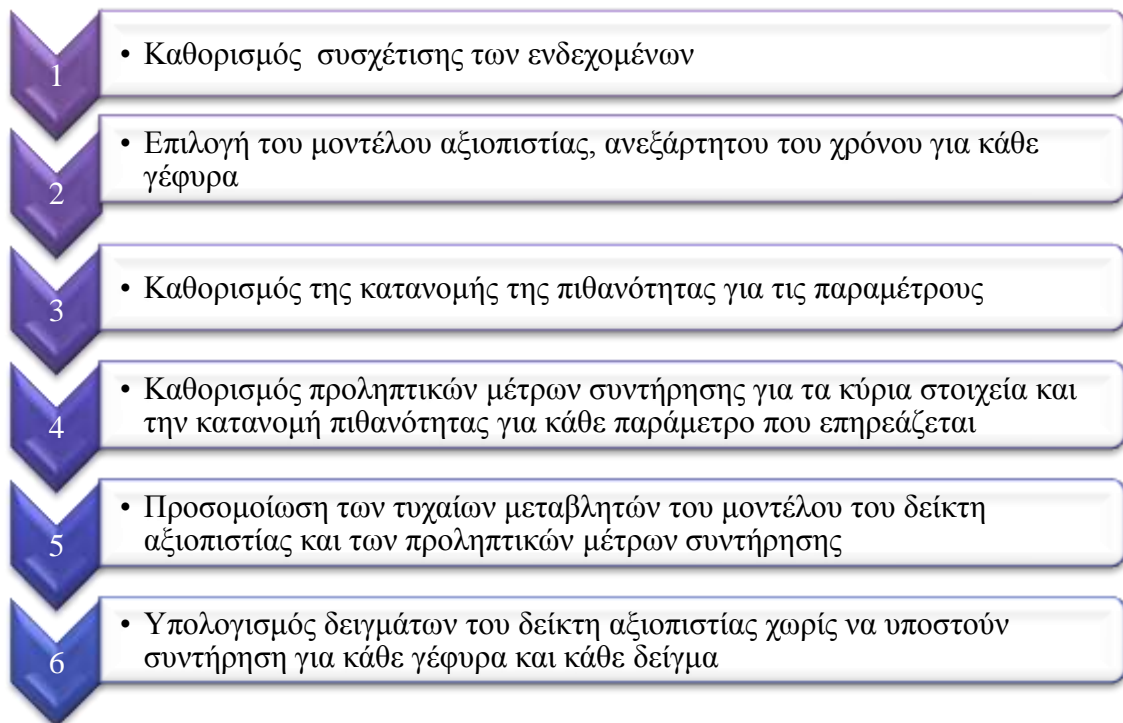 1
• Καθορισμός συσχέτισης των ενδεχομένων
2
• Επιλογή του μοντέλου αξιοπιστίας, ανεξάρτητου του χρόνου για κάθε
γέφυρα
3
• Καθορισμός της κατανομής της πιθανότητας για τις παραμέτρους
4
• Καθορισμός προληπτικών μέτρων συντήρησης για τα κύρια στοιχεία και
την κατανομή πιθανότητας για κάθε παράμετρο που επηρεάζεται
5
• Προσομοίωση των τυχαίων μεταβλητών του μοντέλου του δείκτη
αξιοπιστίας και των προληπτικών μέτρων συντήρησης
6
• Υπολογισμός δειγμάτων του δείκτη αξιοπιστίας χωρίς να υποστούν
συντήρηση για κάθε γέφυρα και κάθε δείγμα